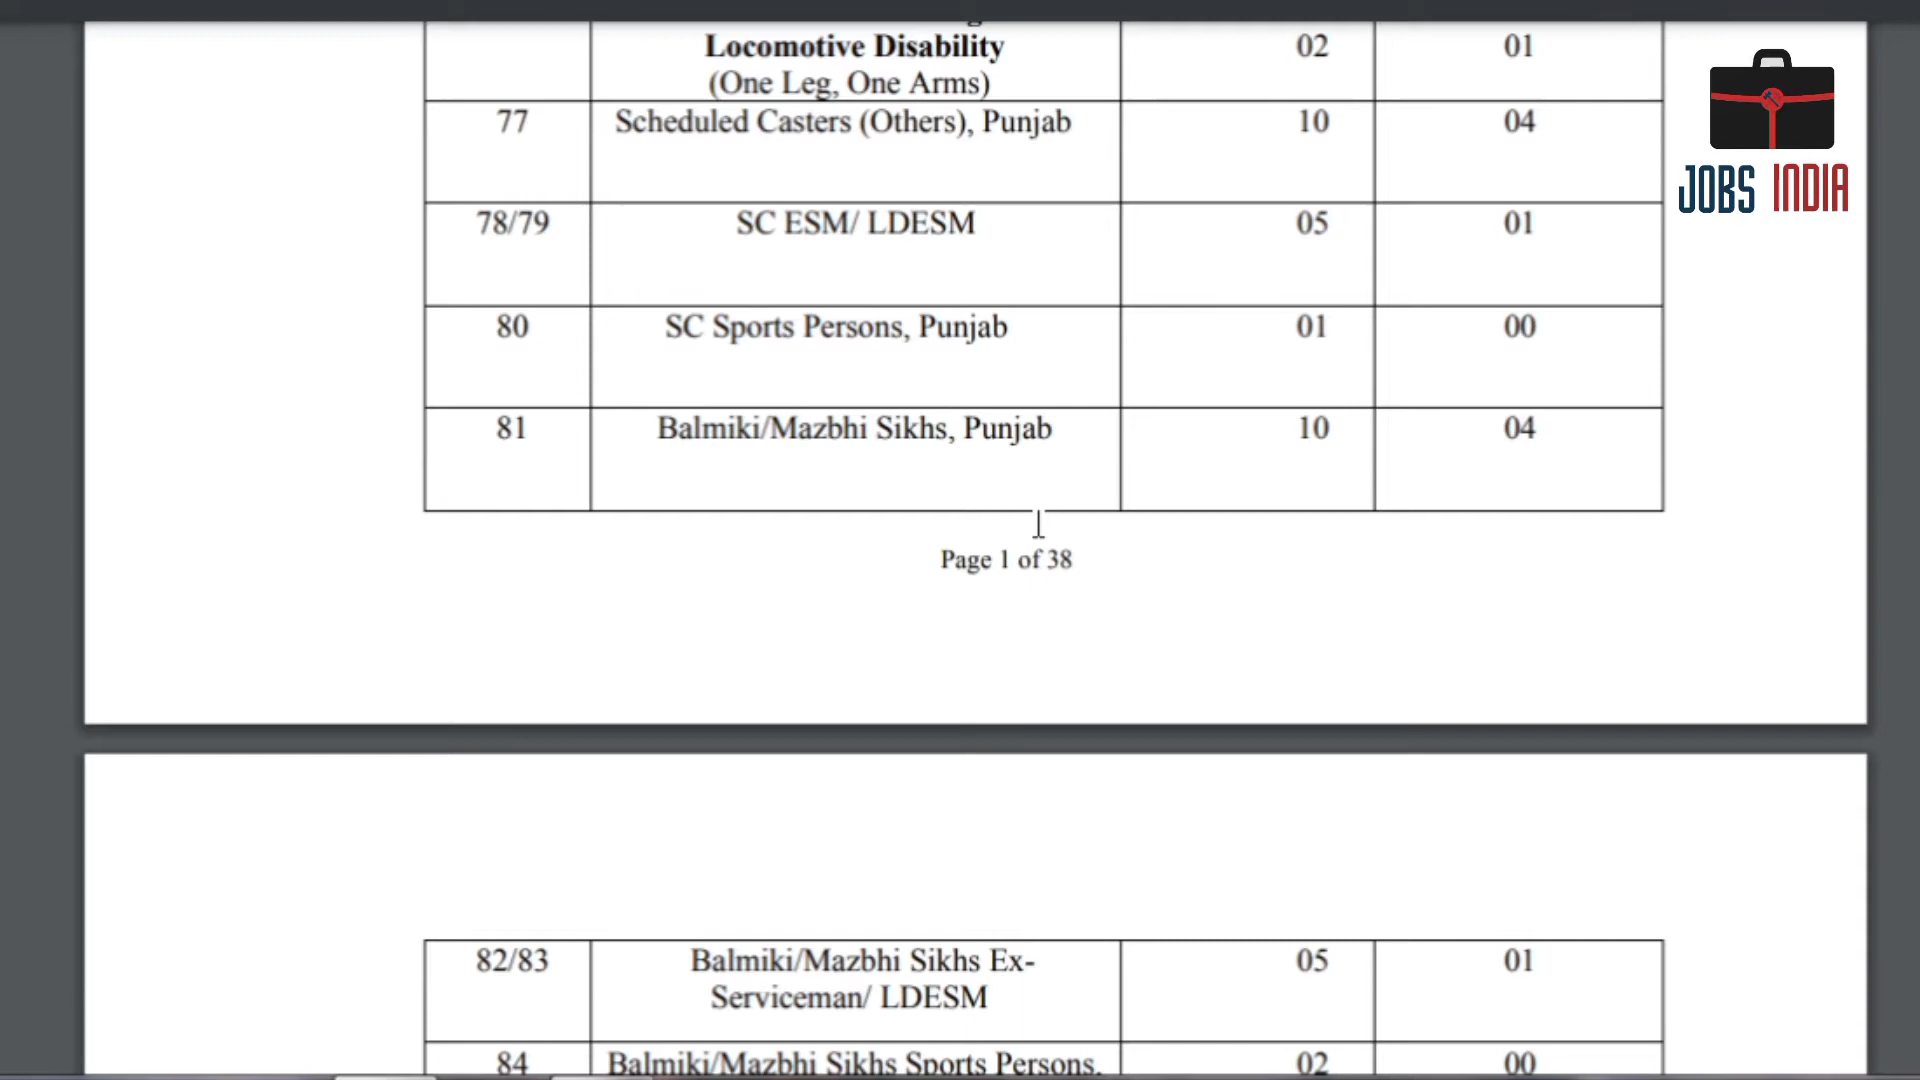 Locomotive Disability 02 01
(One Leg, One Arms)
77 Scheduled Casters (Others), Punjab 10 04
78/79 SC ESM/ LDESM 05 01
80 SC Sports Persons, Punjab 01 00
81 Balmiki/Mazbhi Sikhs, Punjab 10 04
Page 1 of 38
82/83 Balmiki/Mazbhi Sikhs Ex- 05 01
Serviceman/ LDESM
84 Balmiki/Mazbhi Sikhs Sports Persons, 02 00
JOBS INDIA